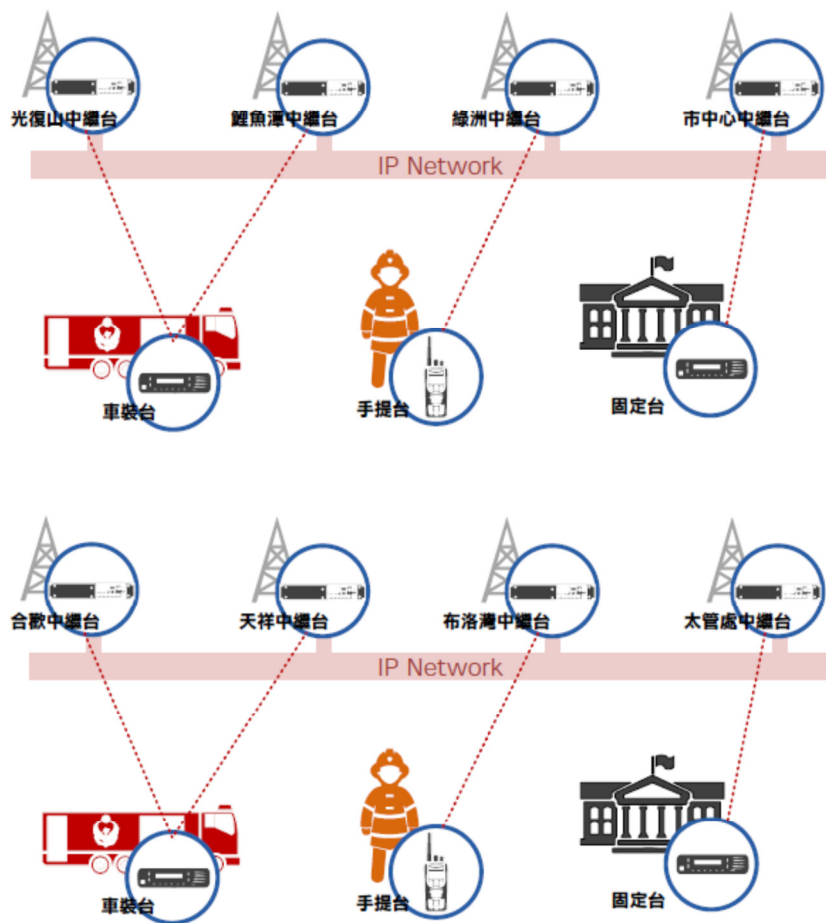 光復山中繼台
鯉魚潭中繼台
綠洲中繼台
市中心中繼台
IP Network
車裝台
手提台
固定台
合歡中繼台
天祥中繼台
布洛灣中繼台
太管處中繼台
IP Network
車裝台
手提台
固定台